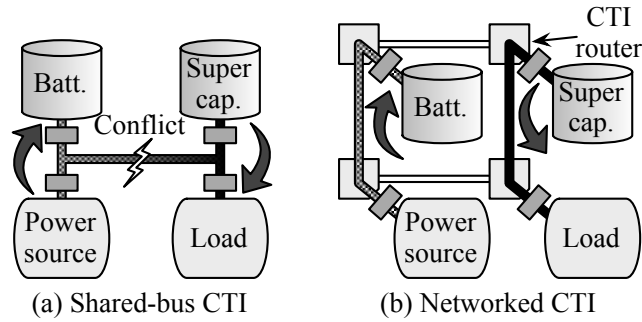 Batt.
Super
cap.
Conflict
Power
source
Load
(a) Shared-bus CTI
CTI
router
Batt.
Super
cap.
Power
source
Load
(b) Networked CTI